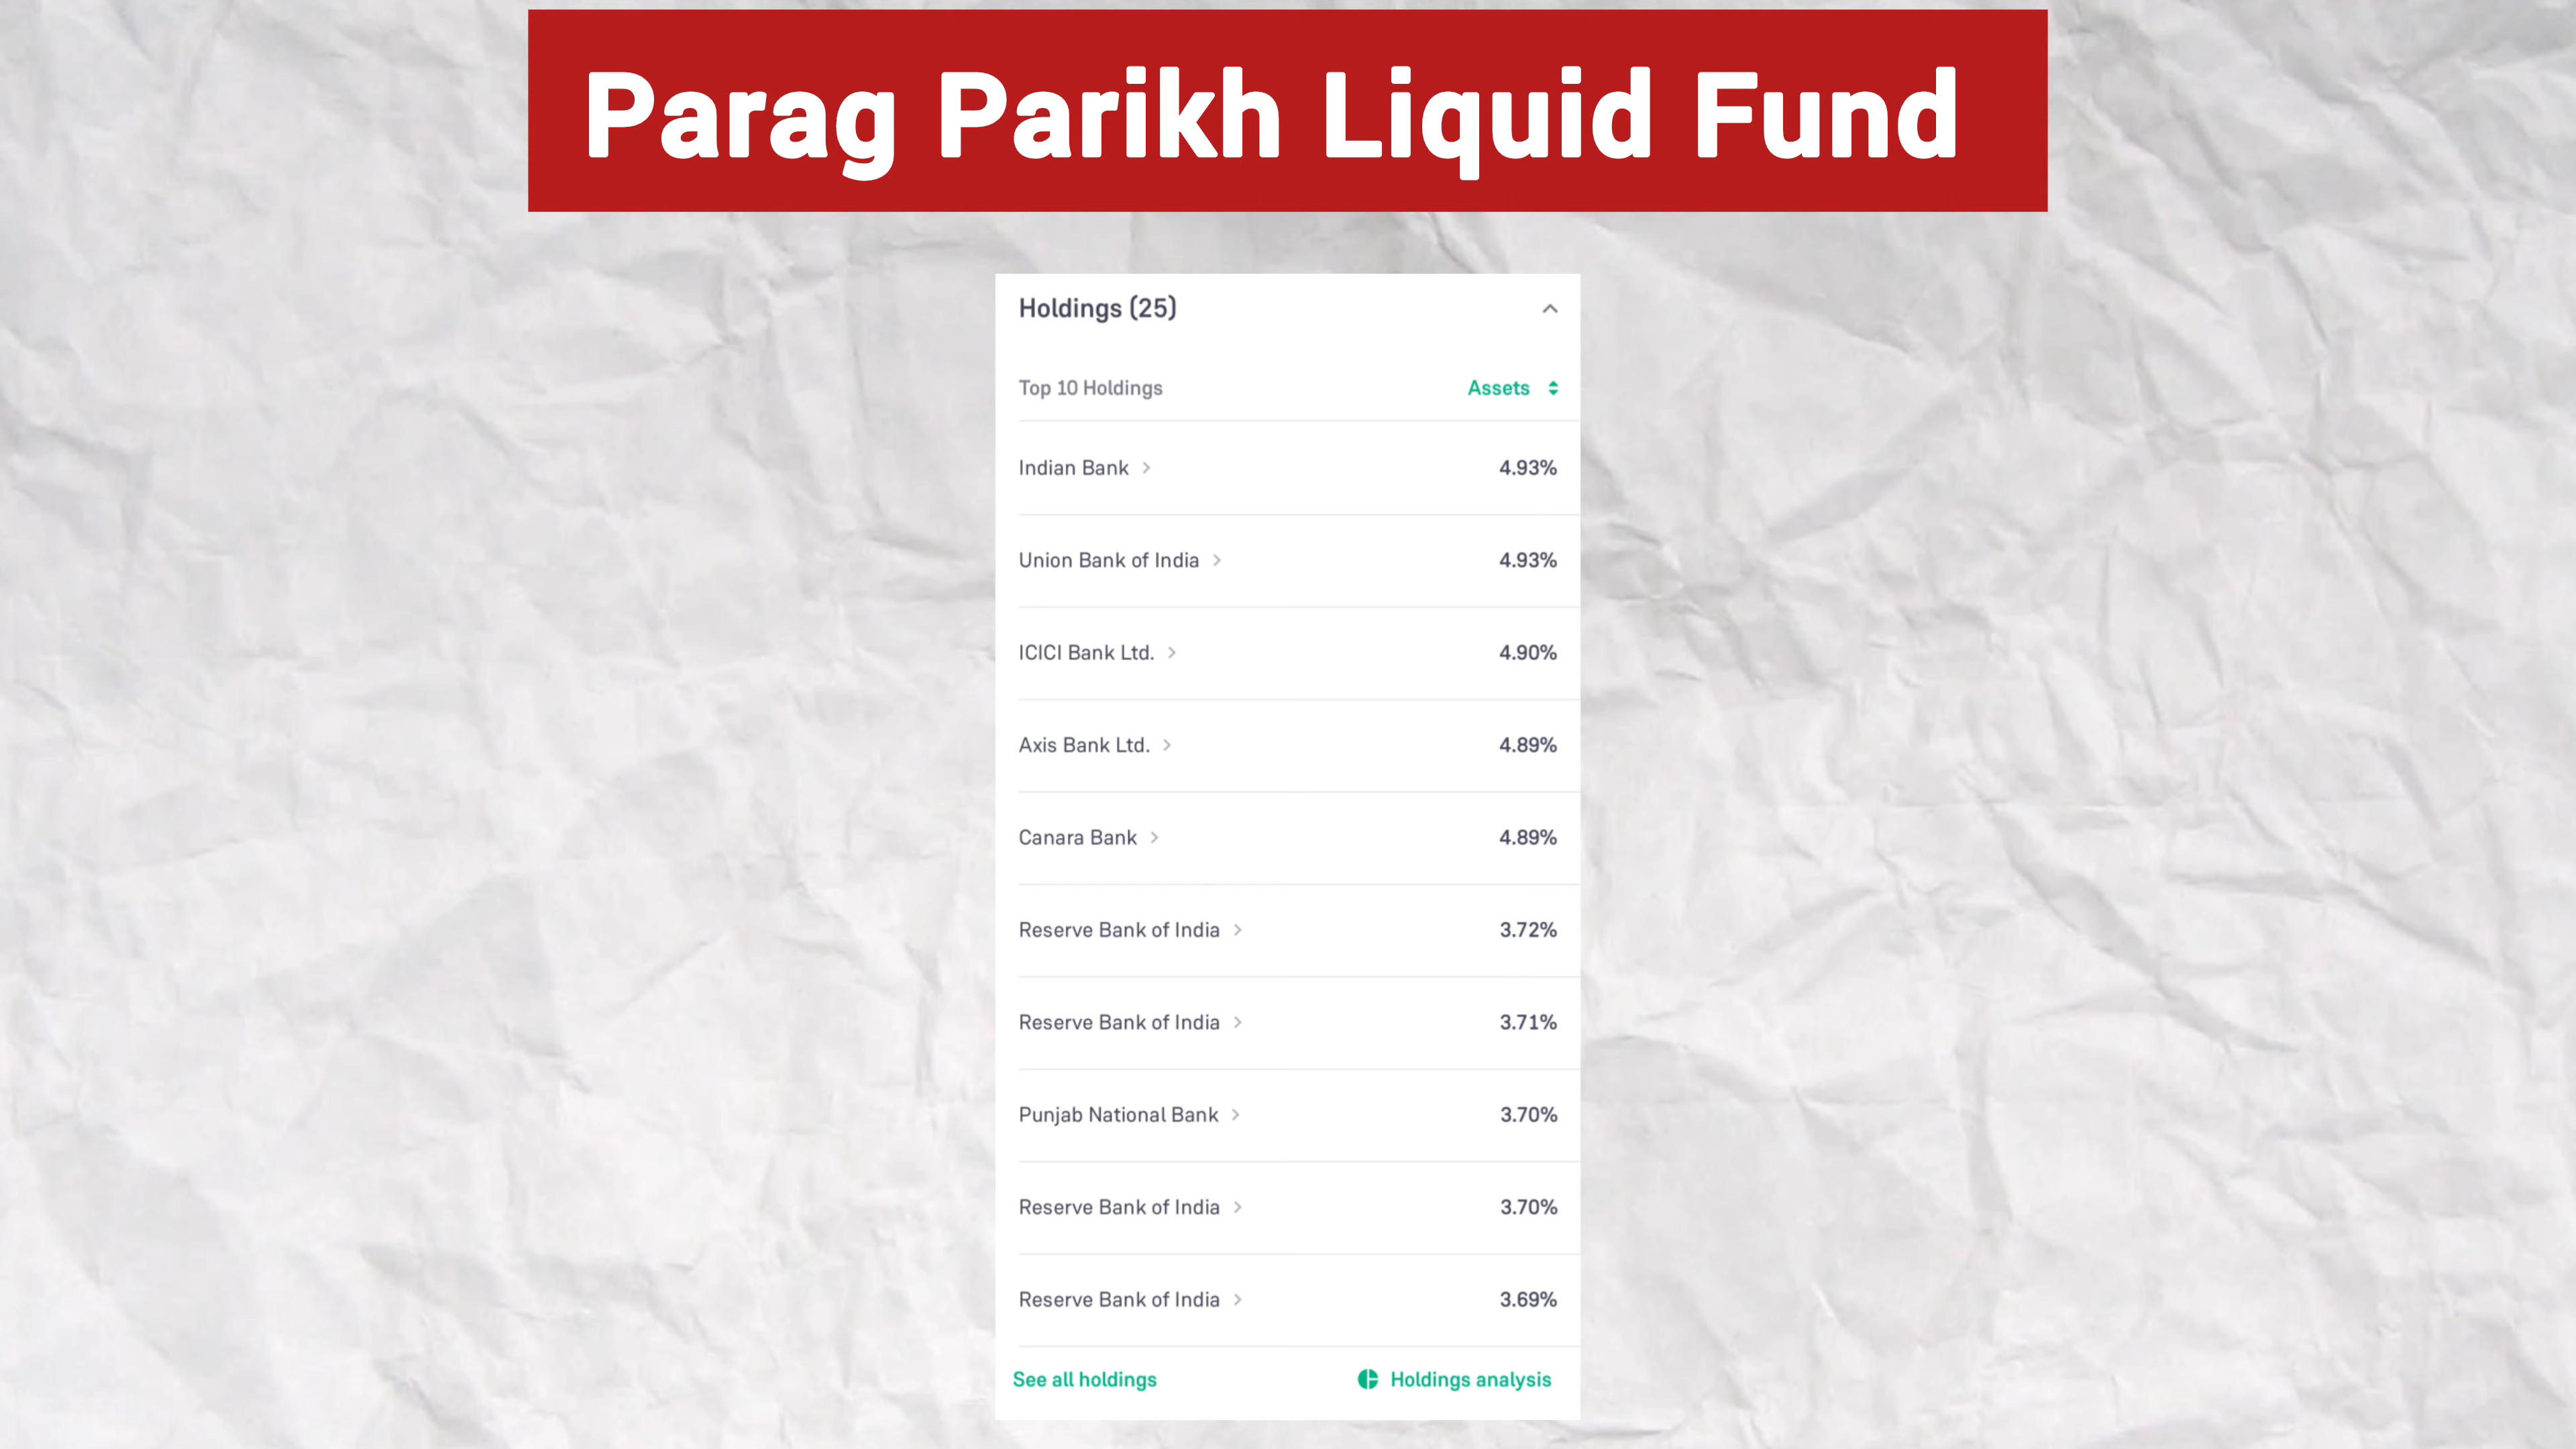 Parag Parikh Liquid Fund
Holdings (25)
Top 10 Holdings Assets
Indian Bank 4.93%
Union Bank of India 4.93%
ICICI Bank Ltd. 4.90%
Axis Bank Ltd. 4.89%
Canara Bank 4.89%
Reserve Bank of India 3.72%
Reserve Bank of India 3.71%
Punjab National Bank 3.70%
Reserve Bank of India 3.70%
Reserve Bank of India 3.69%
See all holdings Holdings analysis